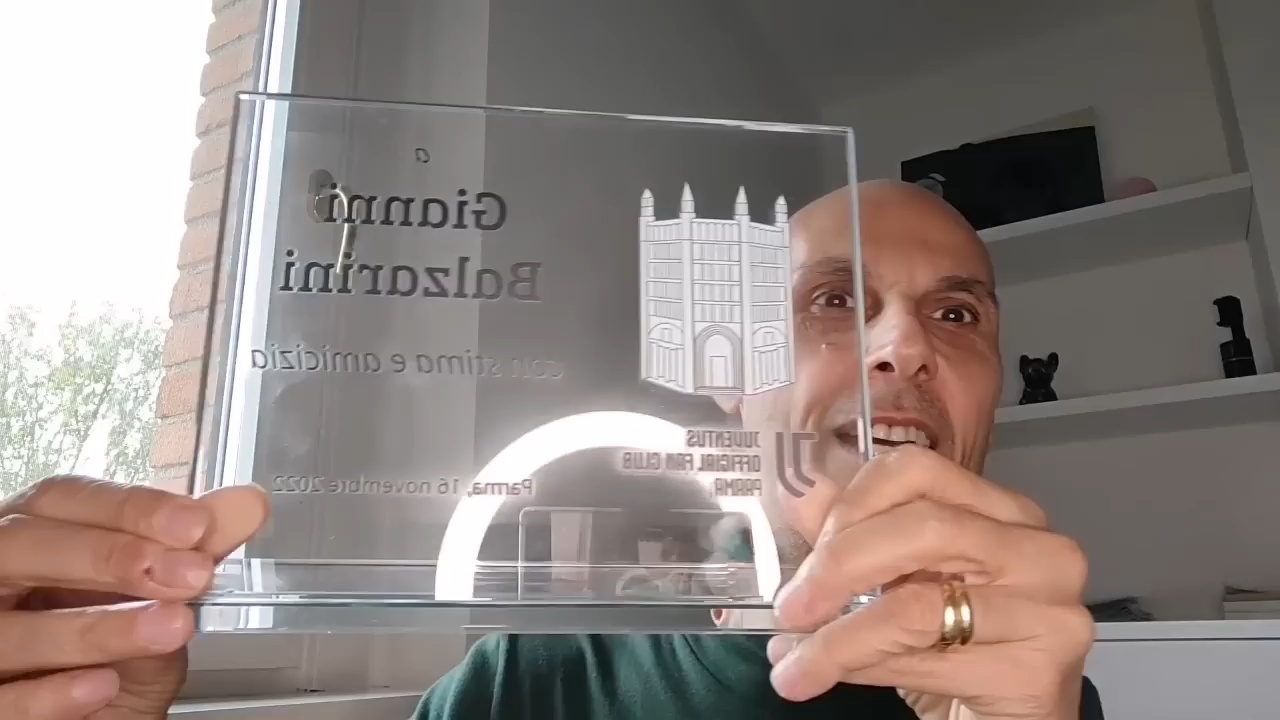 a
Gianni
Balzarini
con stima e amicizia
Parma, 16 novembre 2022
JUVENTUS
OFFICIAL FAN CLUB
PARMA